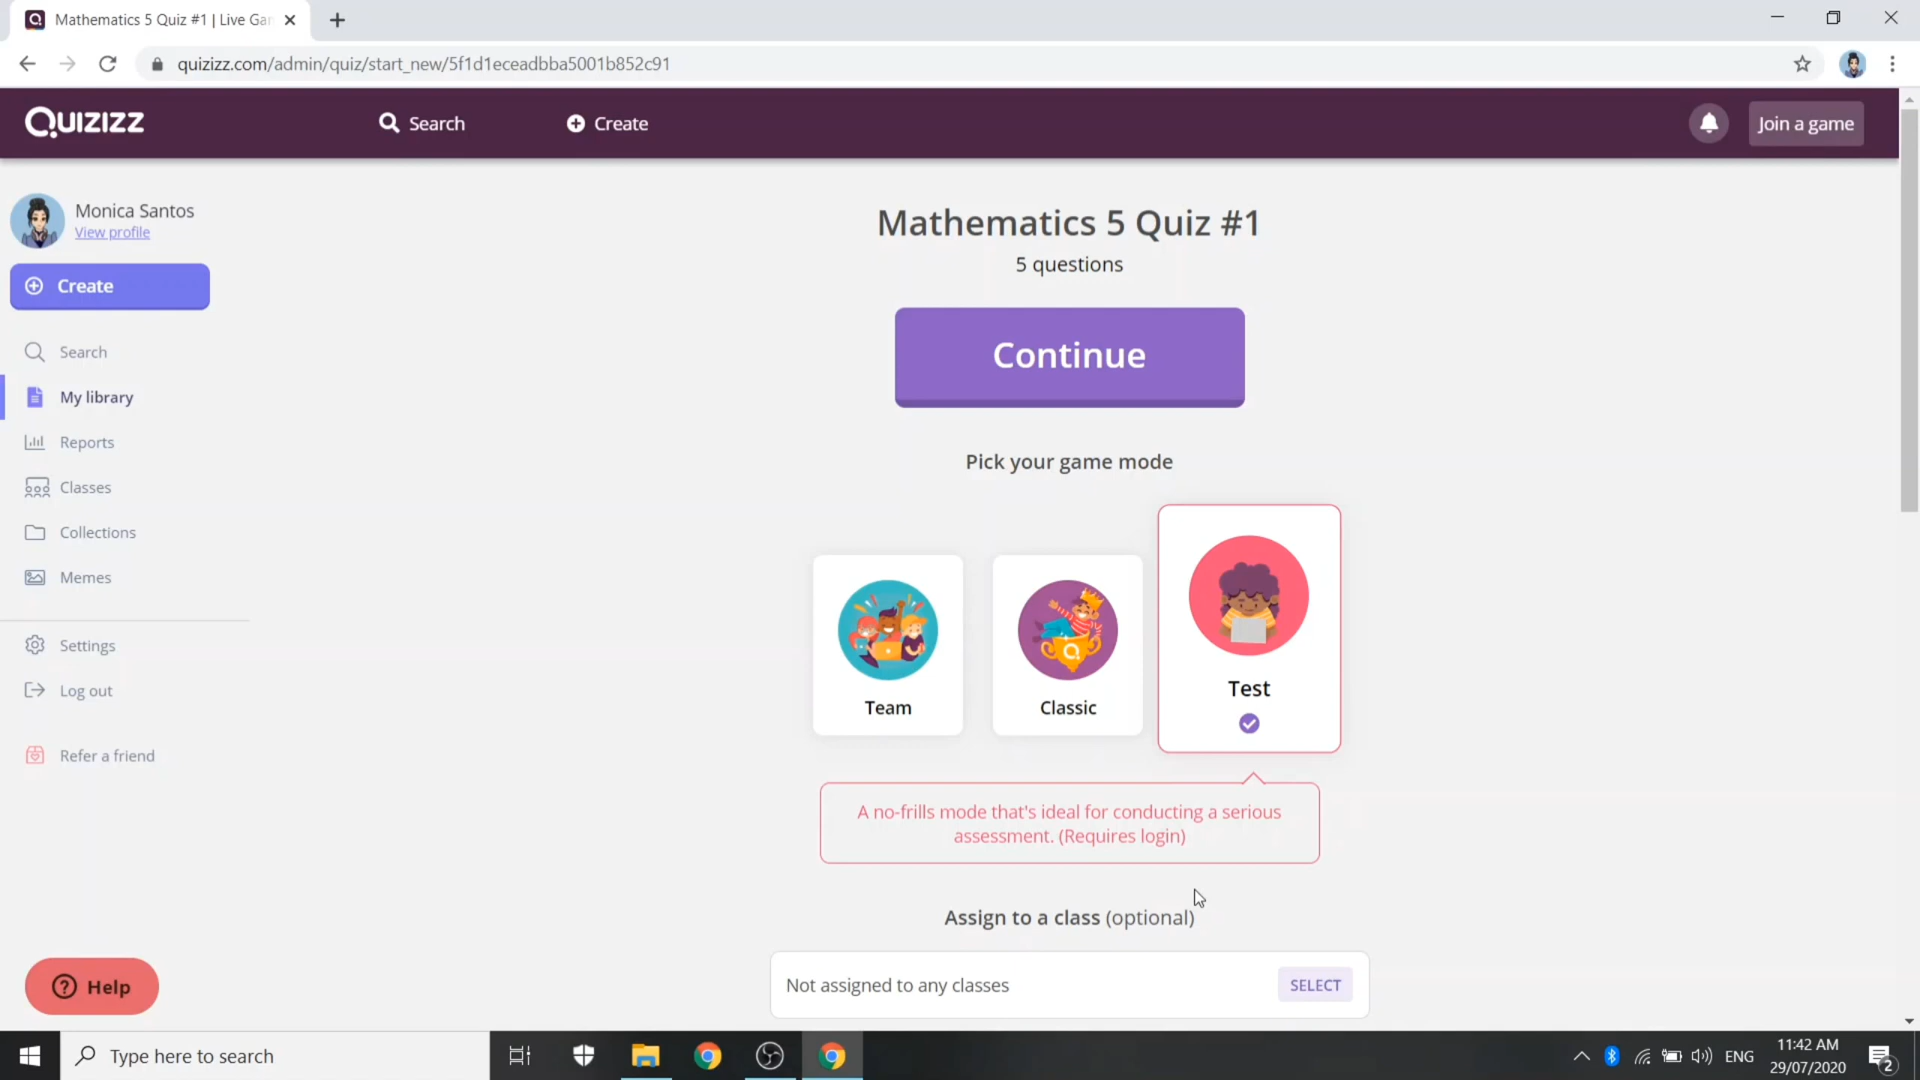 Mathematics 5 Quiz #1 | Live Gam
quizizz.com/admin/quiz/start_new/5f1d1eceadbba5001b852c91
QUIZIZZ
Search
Create
Join a game
Monica Santos
View profile
Create
Search
My library
Reports
Classes
Collections
Memes
Settings
Log out
Refer a friend
Help
Mathematics 5 Quiz #1
5 questions
Continue
Pick your game mode
Team
Classic
Test
A no-frills mode that's ideal for conducting a serious
assessment. (Requires login)
Assign to a class (optional)
Not assigned to any classes
SELECT
Type here to search
ENG
11:42 AM
29/07/2020
2